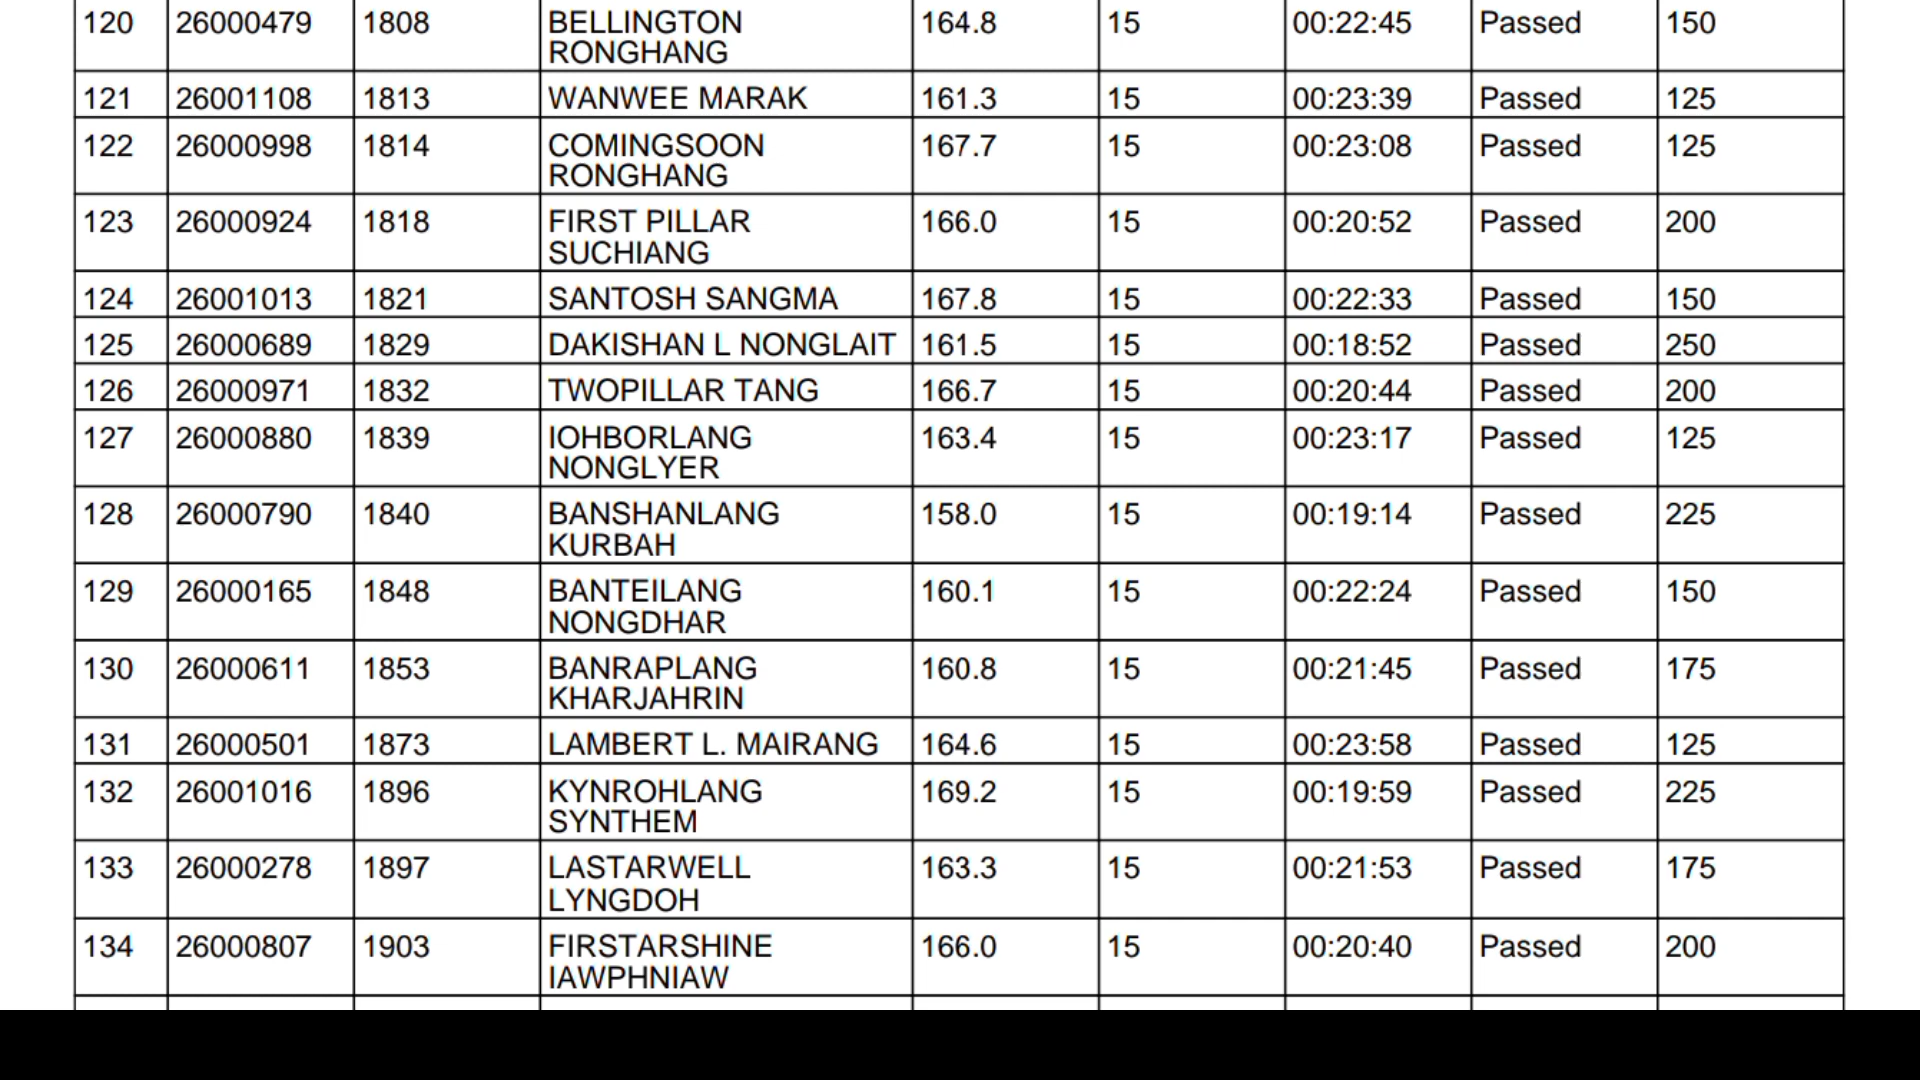 120 26000479 1808 BELLINGTON 164.8 15 00:22:45 Passed 150
RONGHANG
121 26001108 1813 WANWEE MARAK 161.3 15 00:23:39 Passed 125
122 26000998 1814 COMINGSOON 167.7 15 00:23:08 Passed 125
RONGHANG
123 26000924 1818 FIRST PILLAR 166.0 15 00:20:52 Passed 200
SUCHIANG
124 26001013 1821 SANTOSH SANGMA 167.8 15 00:22:33 Passed 150
125 26000689 1829 DAKISHAN L NONGLAIT 161.5 15 00:18:52 Passed 250
126 26000971 1832 TWOPILLAR TANG 166.7 15 00:20:44 Passed 200
127 26000880 1839 IOHBORLANG 163.4 15 00:23:17 Passed 125
NONGLYER
128 26000790 1840 BANSHANLANG 158.0 15 00:19:14 Passed 225
KURBAH
129 26000165 1848 BANTEILANG 160.1 15 00:22:24 Passed 150
NONGDHAR
130 26000611 1853 BANRAPLANG 160.8 15 00:21:45 Passed 175
KHARJAHRIN
131 26000501 1873 LAMBERT L. MAIRANG 164.6 15 00:23:58 Passed 125
132 26001016 1896 KYNROHLANG 169.2 15 00:19:59 Passed 225
SYNTHEM
133 26000278 1897 LASTARWELL 163.3 15 00:21:53 Passed 175
LYNGDOH
134 26000807 1903 FIRSTARSHINE 166.0 15 00:20:40 Passed 200
IAWPHNIAW